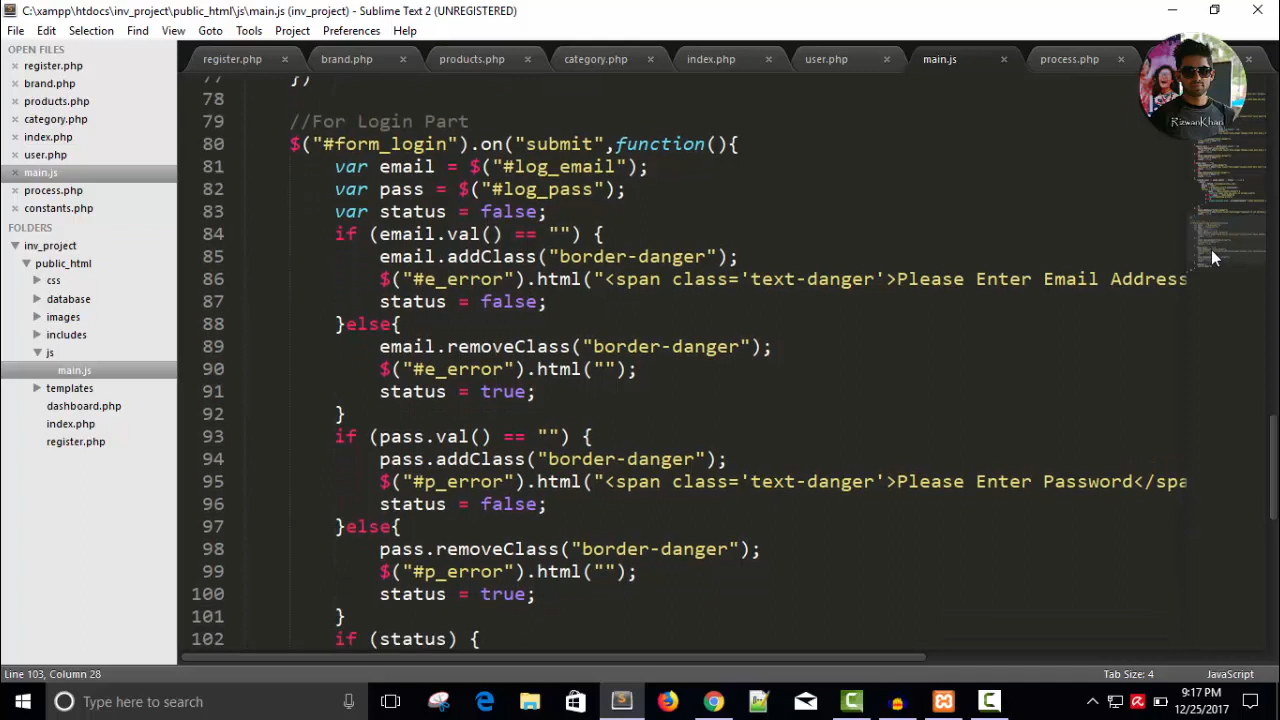 C:\xampp\htdocs\inv_project\public_html\js\main.js (inv_project) - Sublime Text 2 (UNREGISTERED)
File Edit Selection Find View Goto Tools Project Preferences Help
OPEN FILES
register.php
brand.php
products.php
category.php
index.php
user.php
main.js
process.php
constants.php
FOLDERS
inv_project
public_html
css
database
images
includes
js
main.js
templates
dashboard.php
index.php
register.php
register.php brand.php products.php category.php index.php user.php main.js process.php
RizwanKhan
77 })
78
79 //For Login Part
80 $("#form_login").on("submit",function(){
81 var email = $("#log_email");
82 var pass = $("#log_pass");
83 var status = false;
84 if (email.val() == "") {
85 email.addClass("border-danger");
86 $("#e_error").html("<span class='text-danger'>Please Enter Email Address
87 status = false;
88 }else{
89 email.removeClass("border-danger");
90 $("#e_error").html("");
91 status = true;
92 }
93 if (pass.val() == "") {
94 pass.addClass("border-danger");
95 $("#p_error").html("<span class='text-danger'>Please Enter Password</spa
96 status = false;
97 }else{
98 pass.removeClass("border-danger");
99 $("#p_error").html("");
100 status = true;
101 }
102 if (status) {
Line 103, Column 28 Tab Size: 4 JavaScript
Type here to search
9:17 PM
12/25/2017